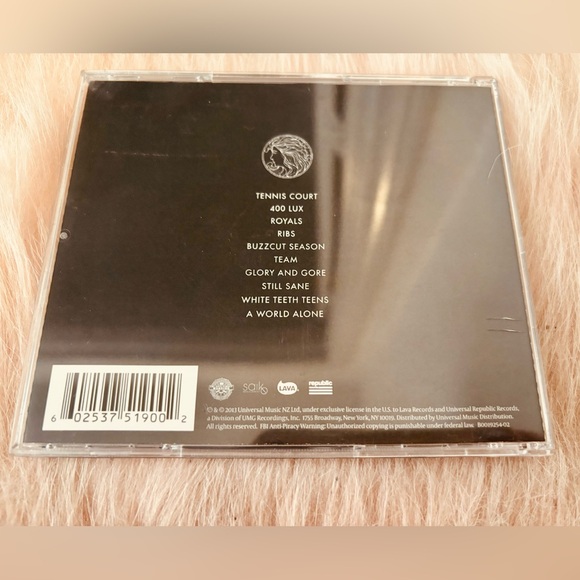 TENNIS COURT
400 LUX
ROYALS
RIBS
BUZZCUT SEASON
TEAM
GLORY AND GORE
STILL SANE
WHITE TEETH TEENS
A WORLD ALONE
6 02537 51900 2
LAVA
republic
℗ & © 2013 Universal Music NZ Ltd, under exclusive license in the U.S. to Lava Records and Universal Republic Records,
a Division of UMG Recordings, Inc. 1755 Broadway, New York, NY 10019. Distributed by Universal Music Distribution.
All rights reserved. FBI Anti-Piracy Warning: Unauthorized copying is punishable under federal law B0019254-02